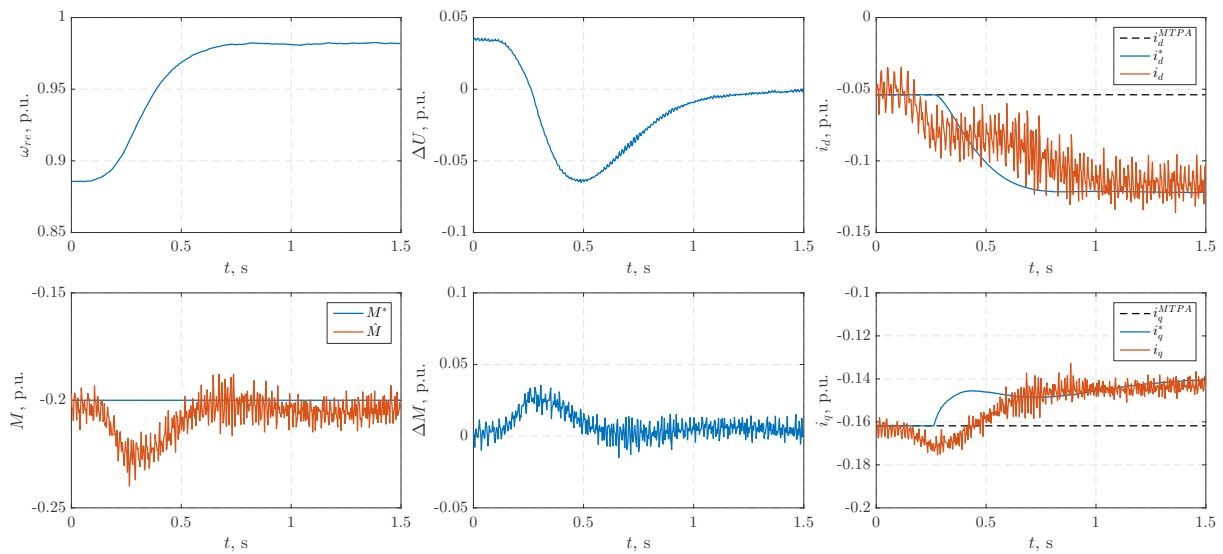 1
0.95
0.9
0.85
ω_re, p.u.
0
0.5
1
1.5
t, s
0.05
0
-0.05
-0.1
ΔU, p.u.
0
0.5
1
1.5
t, s
0
-0.05
-0.1
-0.15
i_d, p.u.
i_d^MTPA
i_d^*
i_d
0
0.5
1
1.5
t, s
-0.15
-0.2
-0.25
M, p.u.
M*
M̂
0
0.5
1
1.5
t, s
0.1
0.05
0
0.05
ΔM, p.u.
0
0.5
1
1.5
t, s
-0.1
-0.12
-0.14
-0.16
-0.18
-0.2
i_q, p.u.
i_q^MTPA
i_q^*
i_q
0
0.5
1
1.5
t, s